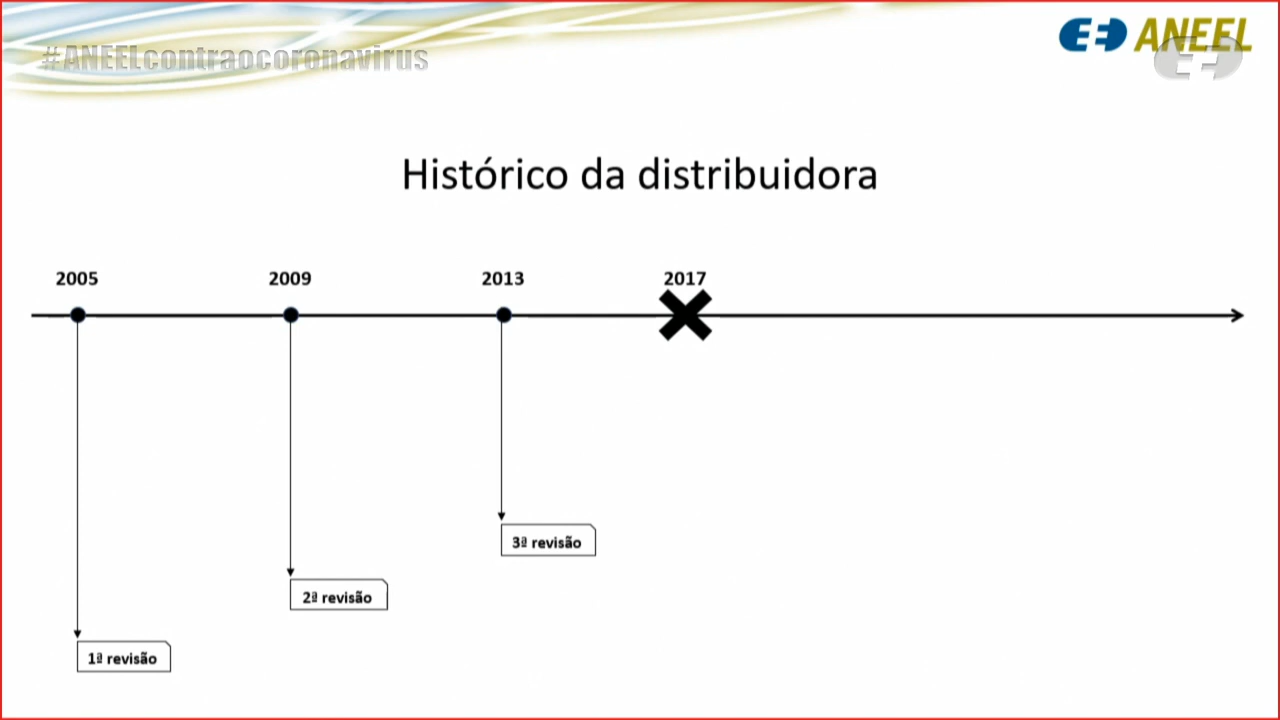 #ANEELcontraocoronavirus
ANEEL
Histórico da distribuidora
2005
2009
2013
2017
3ª revisão
2ª revisão
1ª revisão